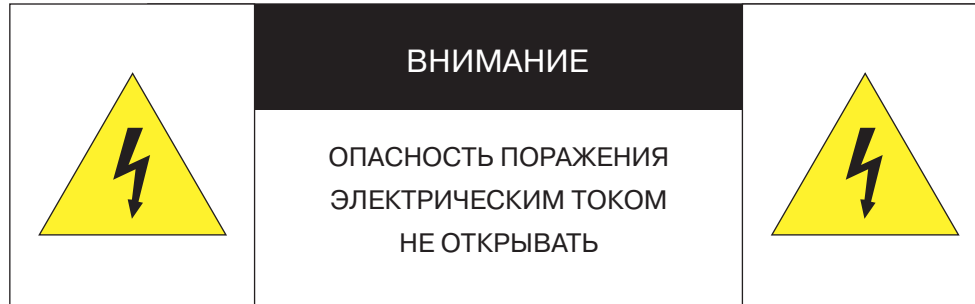 ВНИМАНИЕ
ОПАСНОСТЬ ПОРАЖЕНИЯ
ЭЛЕКТРИЧЕСКИМ ТОКОМ
НЕ ОТКРЫВАТЬ